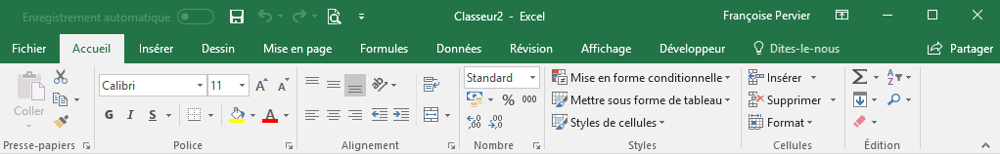 Enregistrement automatique Classeur2 - Excel Françoise Pervier
Fichier Accueil Insérer Dessin Mise en page Formules Données Révision Affichage Développeur Dites-le-nous Partager
Calibri 11 Standard Mise en forme conditionnelle Insérer
Coller % 000 Mettre sous forme de tableau Supprimer
G I S A ,00 ,0 Styles de cellules Format
Presse-papiers Police Alignement Nombre Styles Cellules Édition